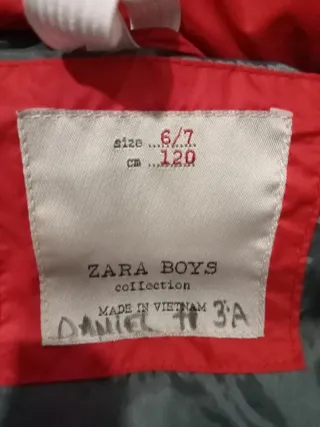 size ......6/7
cm ........120
ZARA BOYS
collection
MADE IN VIETNAM
DANIEL 3ºA